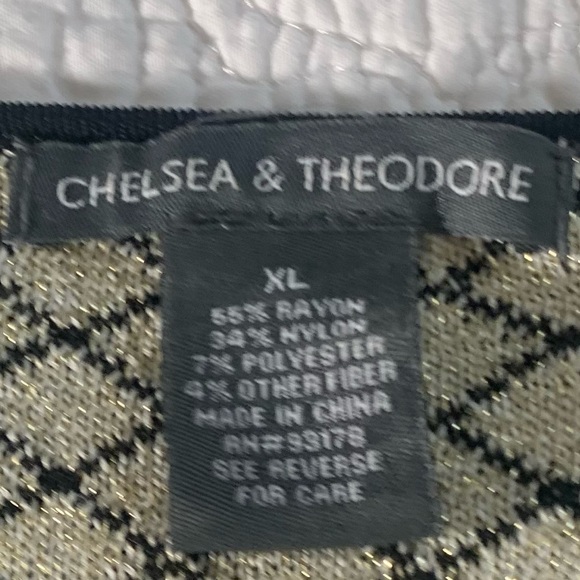 CHELSEA & THEODORE
XL
55% RAYON
34% NYLON
7% POLYESTER
4% OTHER FIBER
MADE IN CHINA
RN#93178
SEE REVERSE
FOR CARE